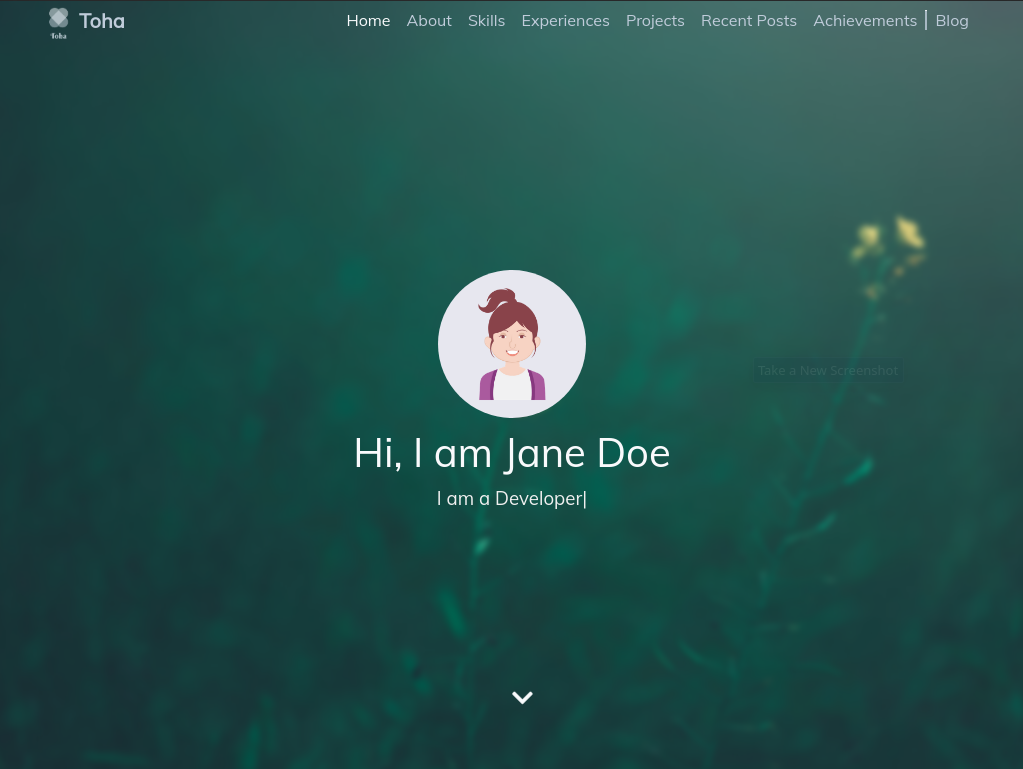 Toha
Toha
Home About Skills Experiences Projects Recent Posts Achievements Blog
Take a New Screenshot
Hi, I am Jane Doe
I am a Developer|